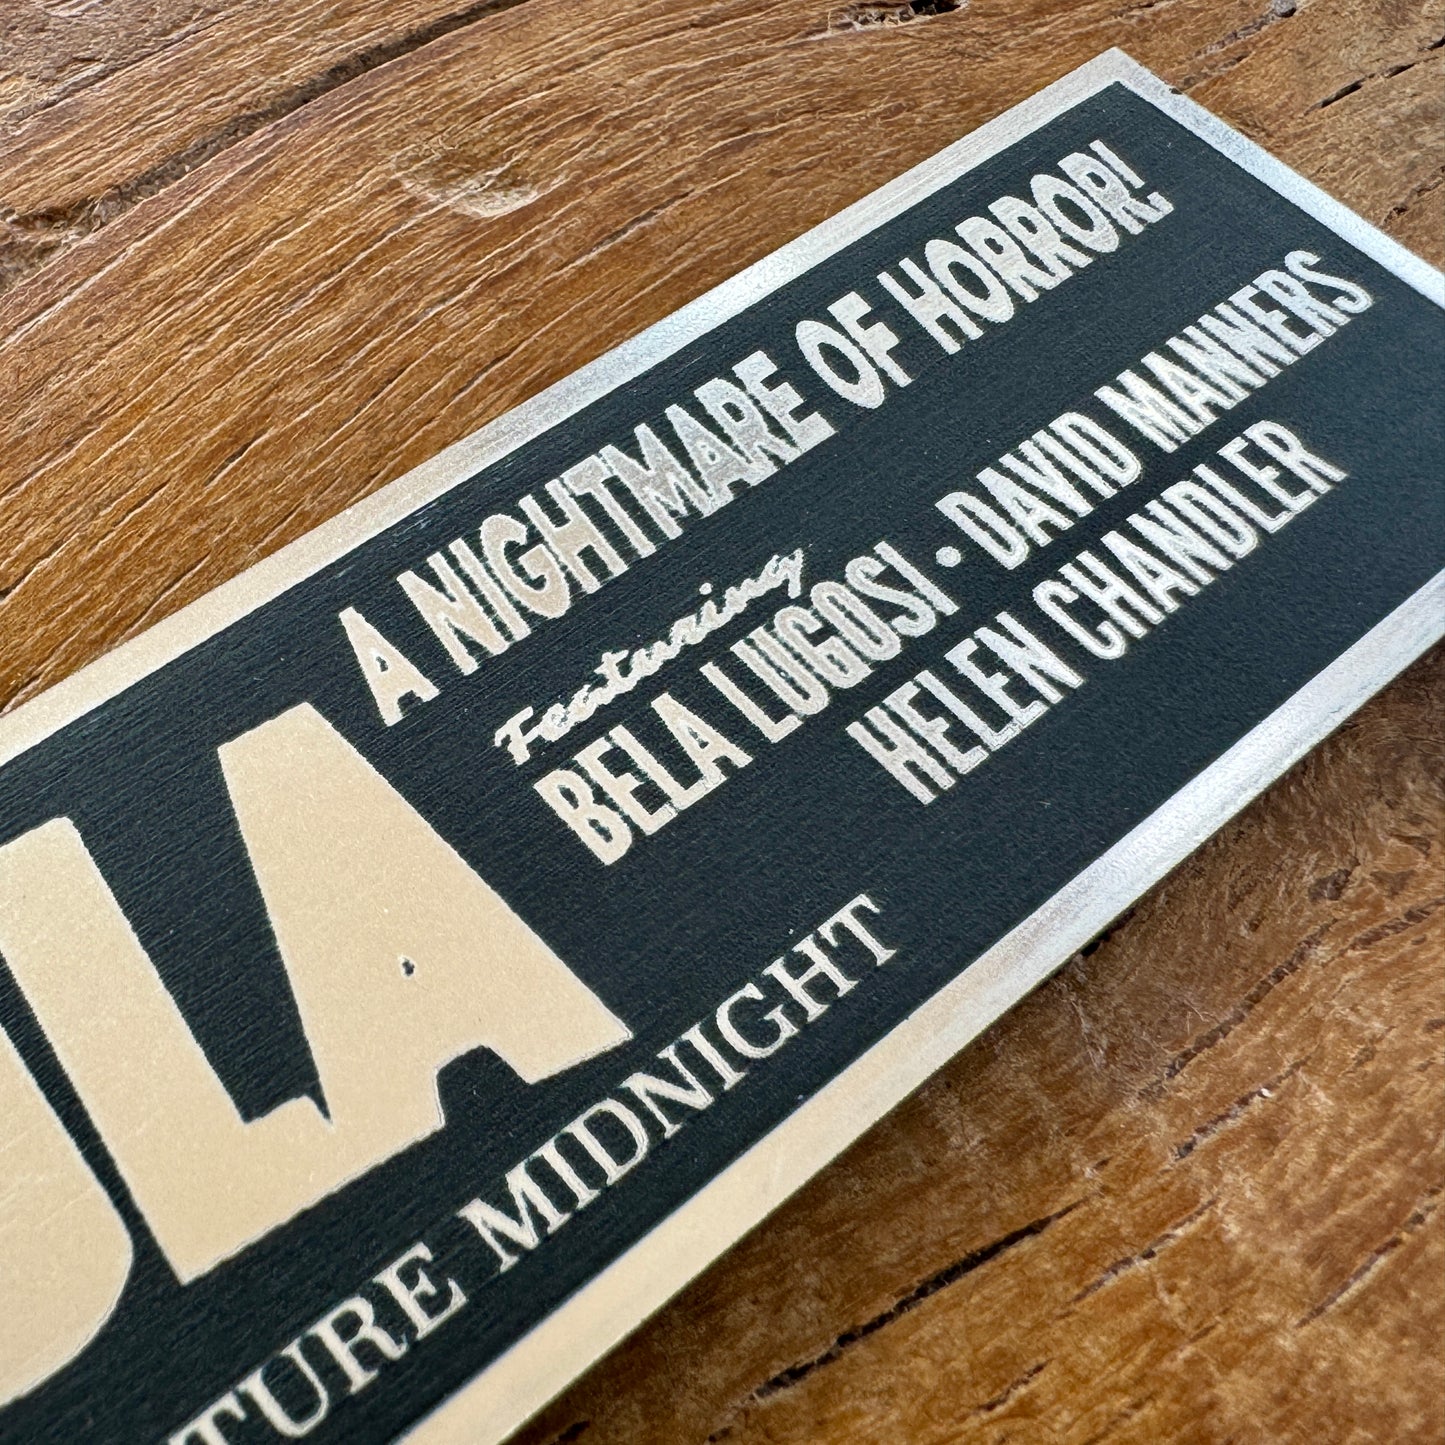 ULA
A NIGHTMARE OF HORROR!
Featuring
BELA LUGOSI • DAVID MANNERS
HELEN CHANDLER
TURE MIDNIGHT